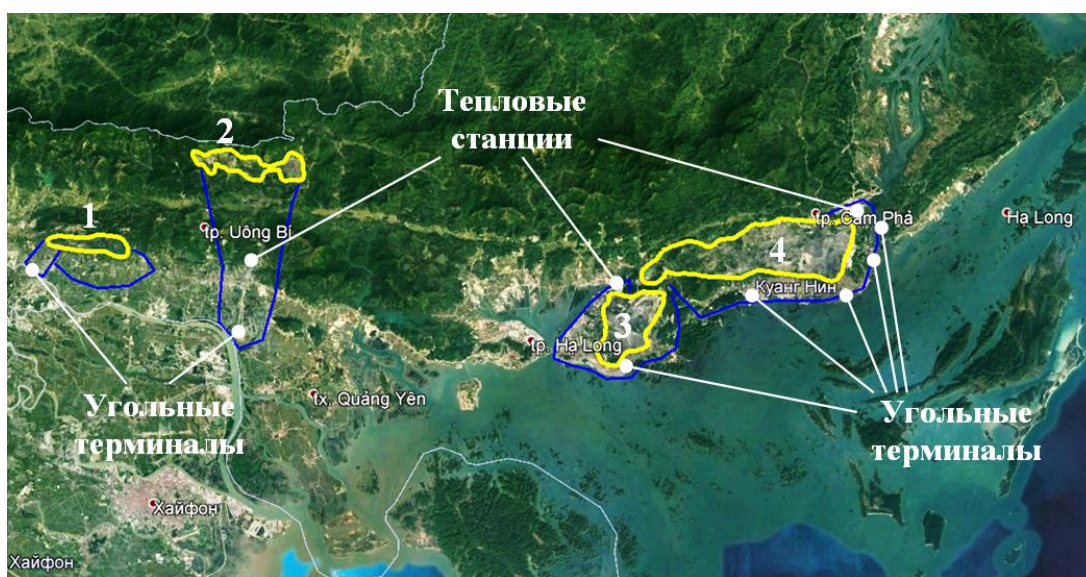 Тепловые
станции
2
1
tp. Uông Bí
tp. Cẩm Phả
Hạ Long
4
Куанг Нин
3
tp. Hạ Long
tx. Quảng Yên
Угольные
терминалы
Угольные
терминалы
Хайфон
Хайфон